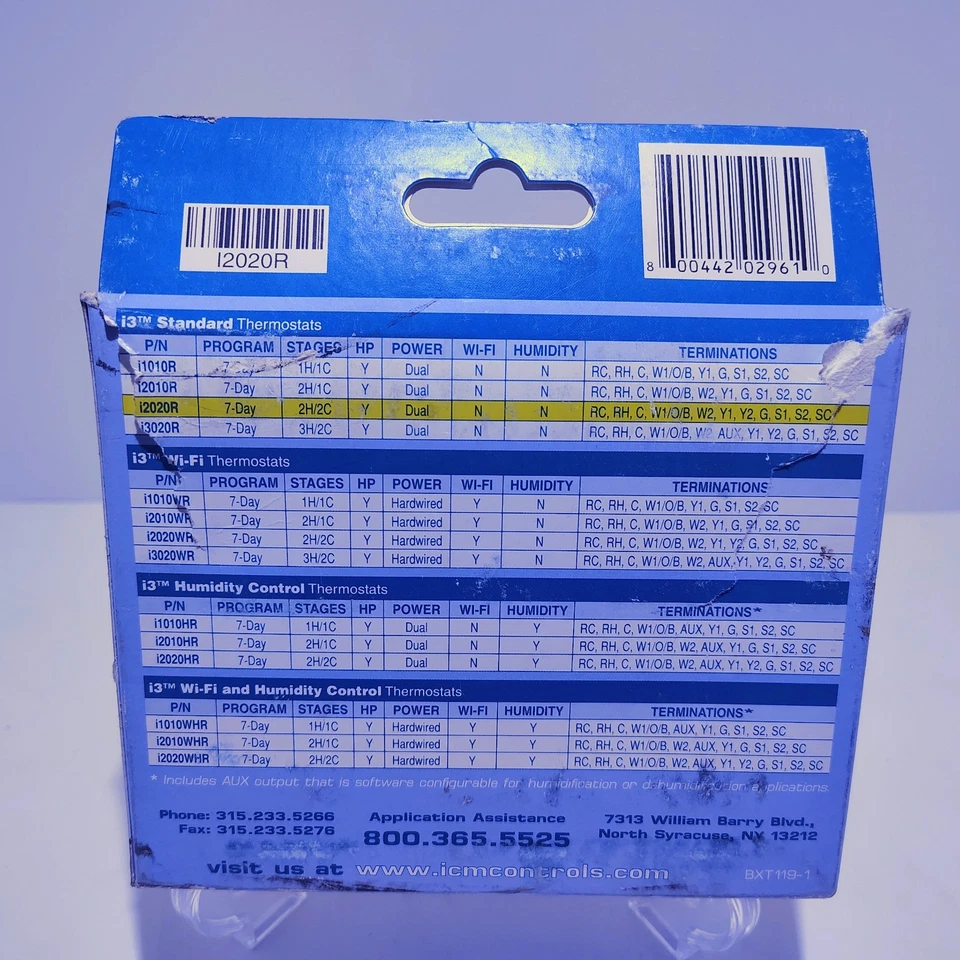 I2020R
8 00442 02961 0
i3™ Standard Thermostats
P/N PROGRAM STAGES HP POWER WI-FI HUMIDITY TERMINATIONS
i1010R 7-Day 1H/1C Y Dual N N RC, RH, C, W1/O/B, Y1, G, S1, S2, SC
i2010R 7-Day 2H/1C Y Dual N N RC, RH, C, W1/O/B, W2, Y1, G, S1, S2, SC
i2020R 7-Day 2H/2C Y Dual N N RC, RH, C, W1/O/B, W2, Y1, Y2, G, S1, S2, SC
i3020R 7-Day 3H/2C Y Dual N N RC, RH, C, W1/O/B, W2 AUX, Y1, Y2, G, S1, S2, SC
i3™ Wi-Fi Thermostats
P/N PROGRAM STAGES HP POWER WI-FI HUMIDITY TERMINATIONS
i1010WR 7-Day 1H/1C Y Hardwired Y N RC, RH, C, W1/O/B, Y1, G, S1, S2, SC
i2010WR 7-Day 2H/1C Y Hardwired Y N RC, RH, C, W1/O/B, W2, Y1, G, S1, S2, SC
i2020WR 7-Day 2H/2C Y Hardwired Y N RC, RH, C, W1/O/B, W2, Y1, Y2, G, S1, S2, SC
i3020WR 7-Day 3H/2C Y Hardwired Y N RC, RH, C, W1/O/B, W2, AUX, Y1, Y2, G, S1, S2, SC
i3™ Humidity Control Thermostats
P/N PROGRAM STAGES HP POWER WI-FI HUMIDITY TERMINATIONS*
i1010HR 7-Day 1H/1C Y Dual N Y RC, RH, C, W1/O/B, AUX, Y1, G, S1, S2, SC
i2010HR 7-Day 2H/1C Y Dual N Y RC, RH, C, W1/O/B, W2, AUX, Y1, G, S1, S2, SC
i2020HR 7-Day 2H/2C Y Dual N Y RC, RH, C, W1/O/B, W2, AUX, Y1, Y2, G, S1, S2, SC
i3™ Wi-Fi and Humidity Control Thermostats
P/N PROGRAM STAGES HP POWER WI-FI HUMIDITY TERMINATIONS*
i1010WHR 7-Day 1H/1C Y Hardwired Y Y RC, RH, C, W1/O/B, AUX, Y1, G, S1, S2, SC
i2010WHR 7-Day 2H/1C Y Hardwired Y Y RC, RH, C, W1/O/B, W2, AUX, Y1, G, S1, S2, SC
i2020WHR 7-Day 2H/2C Y Hardwired Y Y RC, RH, C, W1/O/B, W2, AUX, Y1, Y2, G, S1, S2, SC
* Includes AUX output that is software configurable for humidification or dehumidification applications.
Phone: 315.233.5266
Fax: 315.233.5276
Application Assistance
800.365.5525
7313 William Barry Blvd.,
North Syracuse, NY 13212
visit us at www.icmcontrols.com
BXT119-1